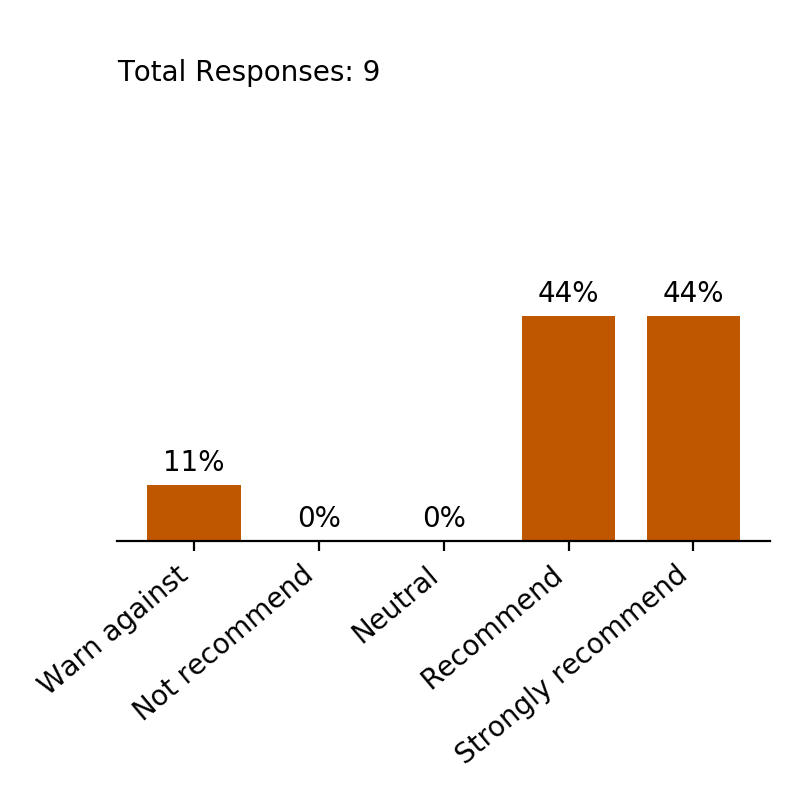 Total Responses: 9
44%
44%
11%
0%
0%
Warn against
Not recommend
Neutral
Recommend
Strongly recommend